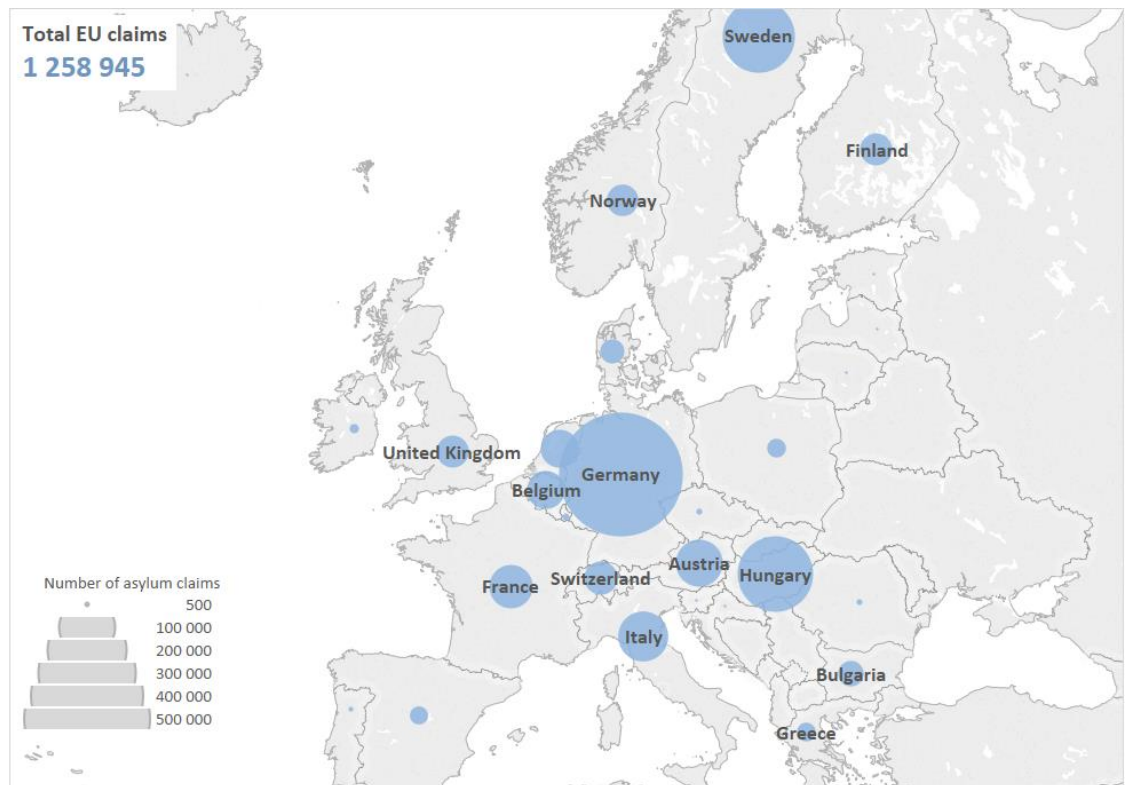 Total EU claims
1 258 945
Sweden
Finland
Norway
United Kingdom
Germany
Belgium
Austria
Hungary
Switzerland
France
Italy
Bulgaria
Greece
Number of asylum claims
500
100 000
200 000
300 000
400 000
500 000